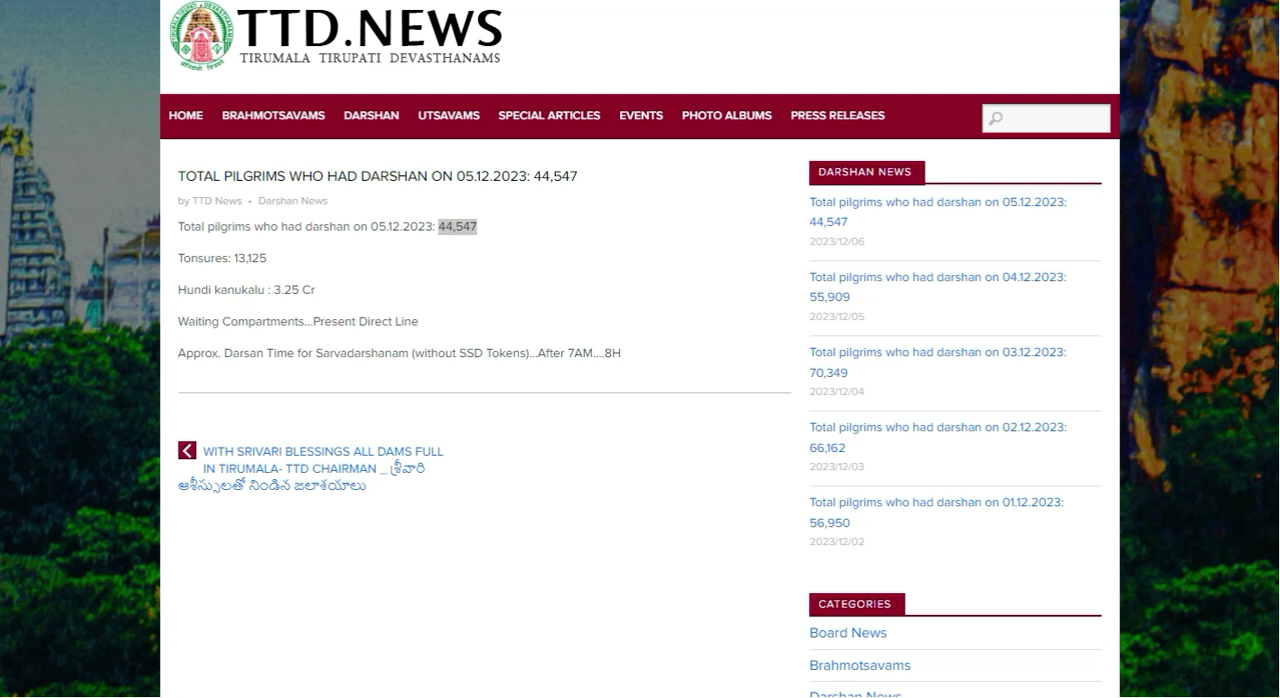 TTD.NEWS
TIRUMALA TIRUPATI DEVASTHANAMS
HOME BRAHMOTSAVAMS DARSHAN UTSAVAMS SPECIAL ARTICLES EVENTS PHOTO ALBUMS PRESS RELEASES
TOTAL PILGRIMS WHO HAD DARSHAN ON 05.12.2023: 44,547
by TTD News • Darshan News
Total pilgrims who had darshan on 05.12.2023: 44,547
Tonsures: 13,125
Hundi kanukalu : 3.25 Cr
Waiting Compartments...Present Direct Line
Approx. Darsan Time for Sarvadarshanam (without SSD Tokens)...After 7AM....8H
WITH SRIVARI BLESSINGS ALL DAMS FULL
IN TIRUMALA- TTD CHAIRMAN _ శ్రీవారి
ఆశీస్సులతో నిండిన జలాశయాలు
DARSHAN NEWS
Total pilgrims who had darshan on 05.12.2023:
44,547
2023/12/06
Total pilgrims who had darshan on 04.12.2023:
55,909
2023/12/05
Total pilgrims who had darshan on 03.12.2023:
70,349
2023/12/04
Total pilgrims who had darshan on 02.12.2023:
66,162
2023/12/03
Total pilgrims who had darshan on 01.12.2023:
56,950
2023/12/02
CATEGORIES
Board News
Brahmotsavams
Darshan News